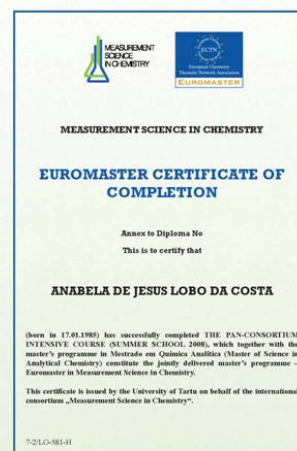 MEASUREMENT
SCIENCE
IN CHEMISTRY
ECTN
European Chemistry
Thematic Network Association
EUROMASTER
MEASUREMENT SCIENCE IN CHEMISTRY
EUROMASTER CERTIFICATE OF
COMPLETION
Annex to Diploma No
This is to certify that
ANABELA DE JESUS LOBO DA COSTA
(born in 17.01.1985) has successfully completed THE PAN-CONSORTIUM
INTENSIVE COURSE (SUMMER SCHOOL 2008), which together with the
master's programme in Mestrado em Química Analítica (Master of Science in
Analytical Chemistry) constitute the jointly delivered master's programme –
Euromaster in Measurement Science in Chemistry.
This certificate is issued by the University of Tartu on behalf of the international
consortium „Measurement Science in Chemistry“.
7-2/LO-581-H